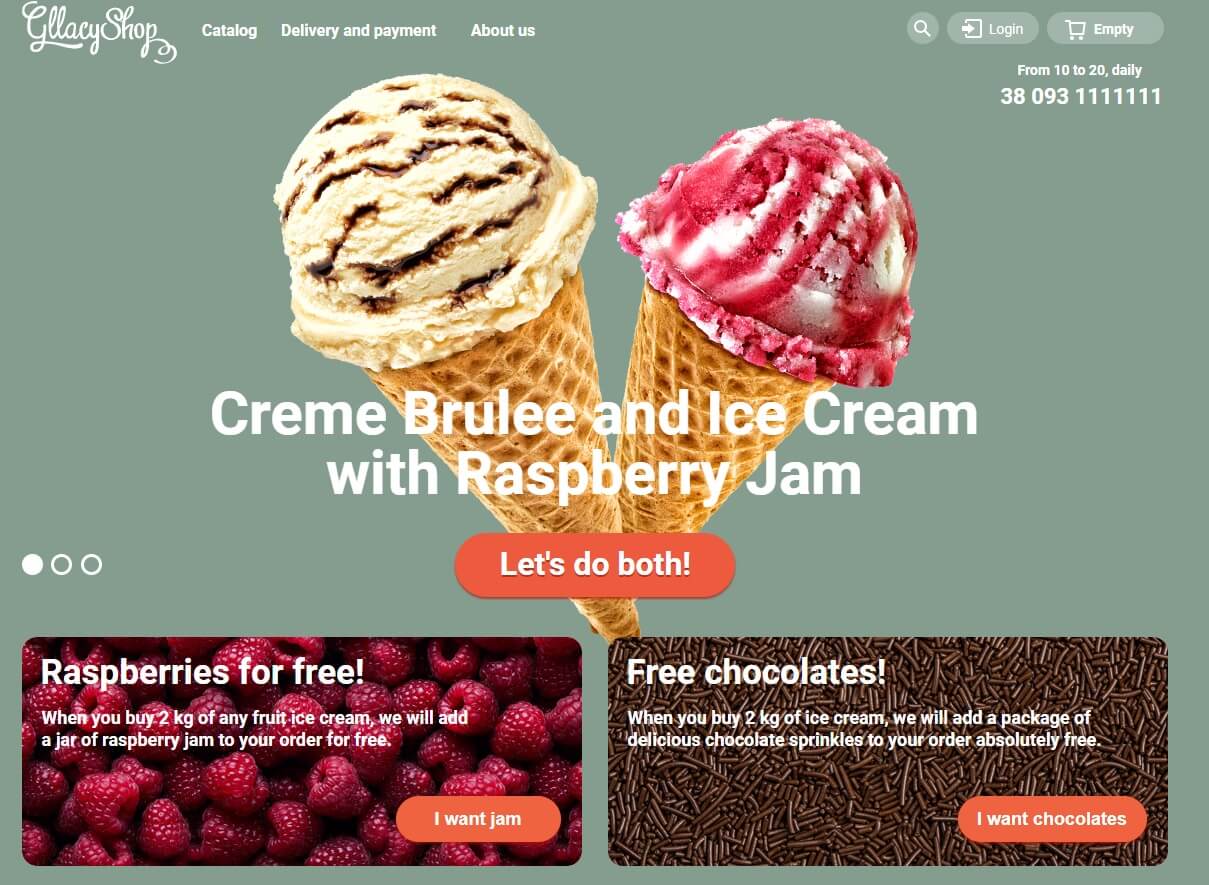 GllacyShop
Catalog
Delivery and payment
About us
Login
Empty
From 10 to 20, daily
38 093 1111111
Creme Brulee and Ice Cream
with Raspberry Jam
Let's do both!
Raspberries for free!
When you buy 2 kg of any fruit ice cream, we will add
a jar of raspberry jam to your order for free.
I want jam
Free chocolates!
When you buy 2 kg of ice cream, we will add a package of
delicious chocolate sprinkles to your order absolutely free.
I want chocolates